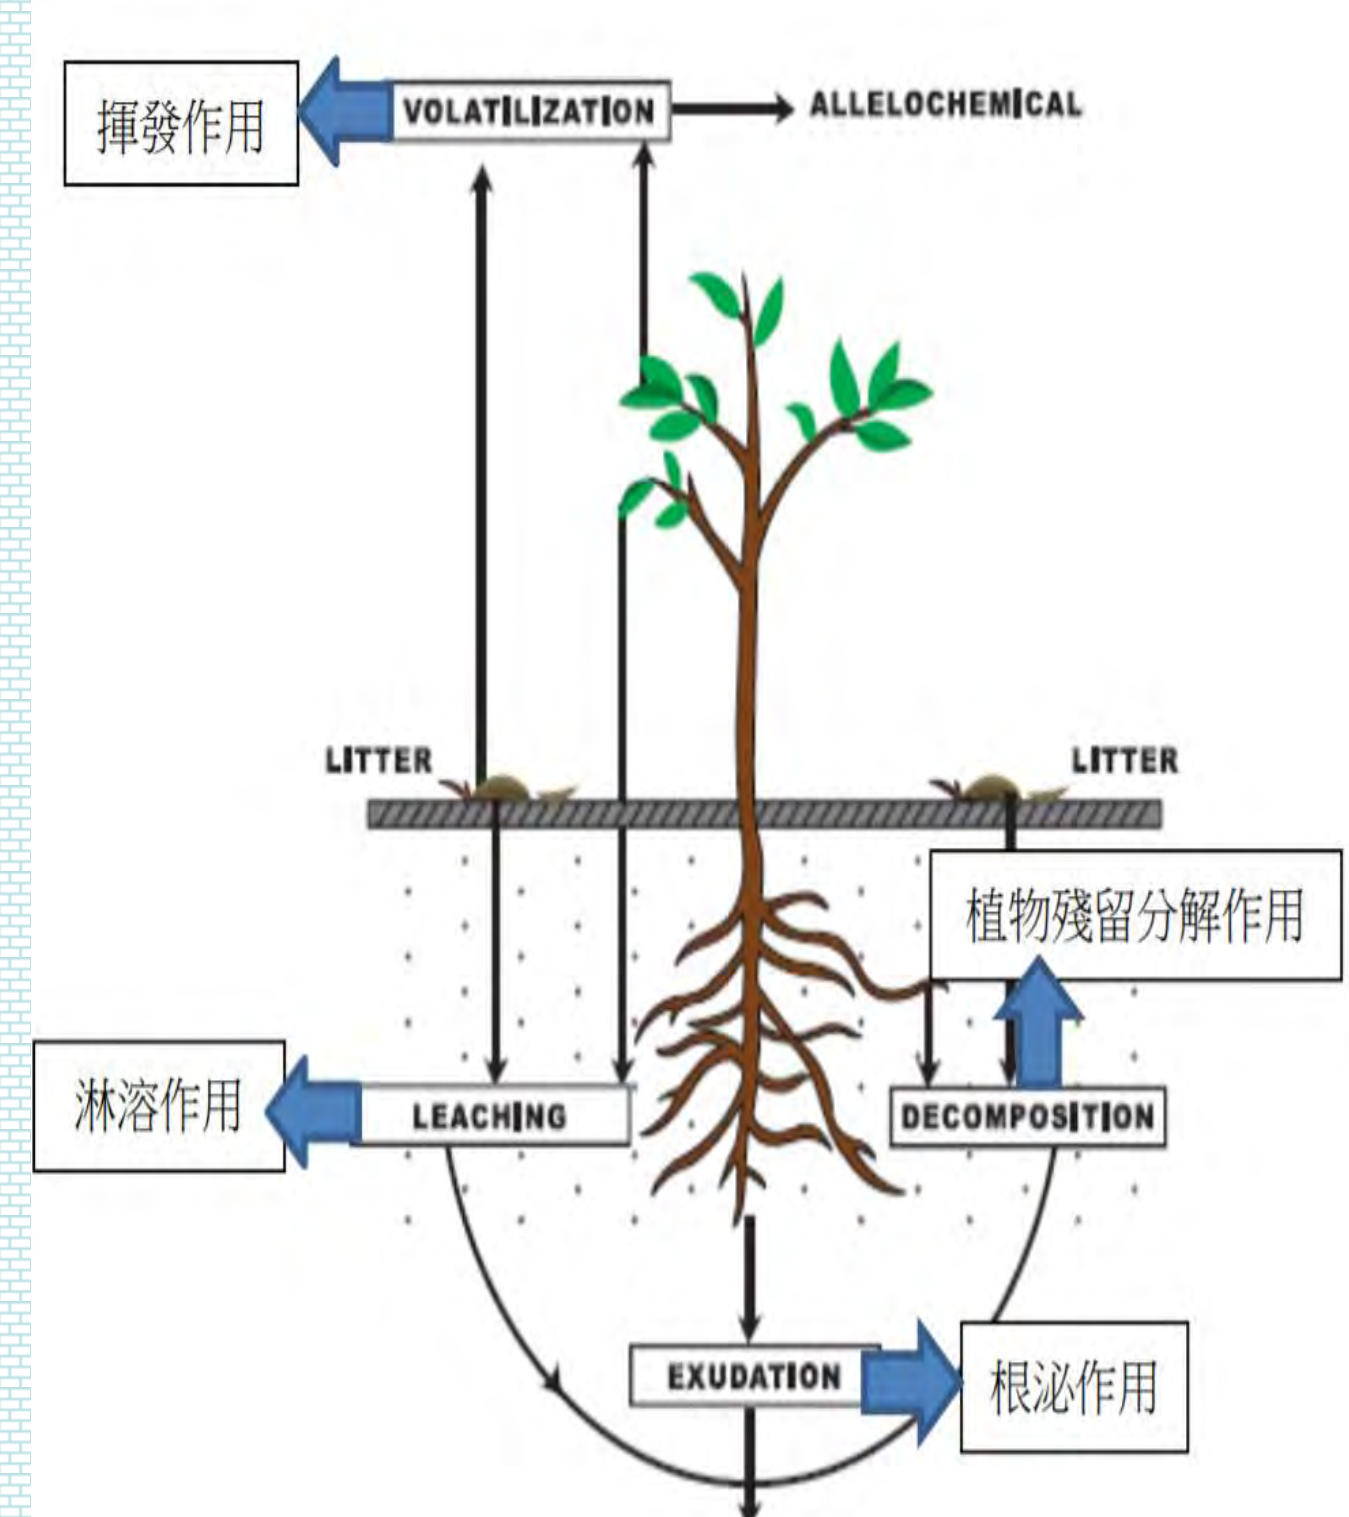 揮發作用
VOLATILIZATION
ALLELOCHEMICAL
LITTER
LITTER
植物殘留分解作用
淋溶作用
LEACHING
DECOMPOSITION
EXUDATION
根泌作用